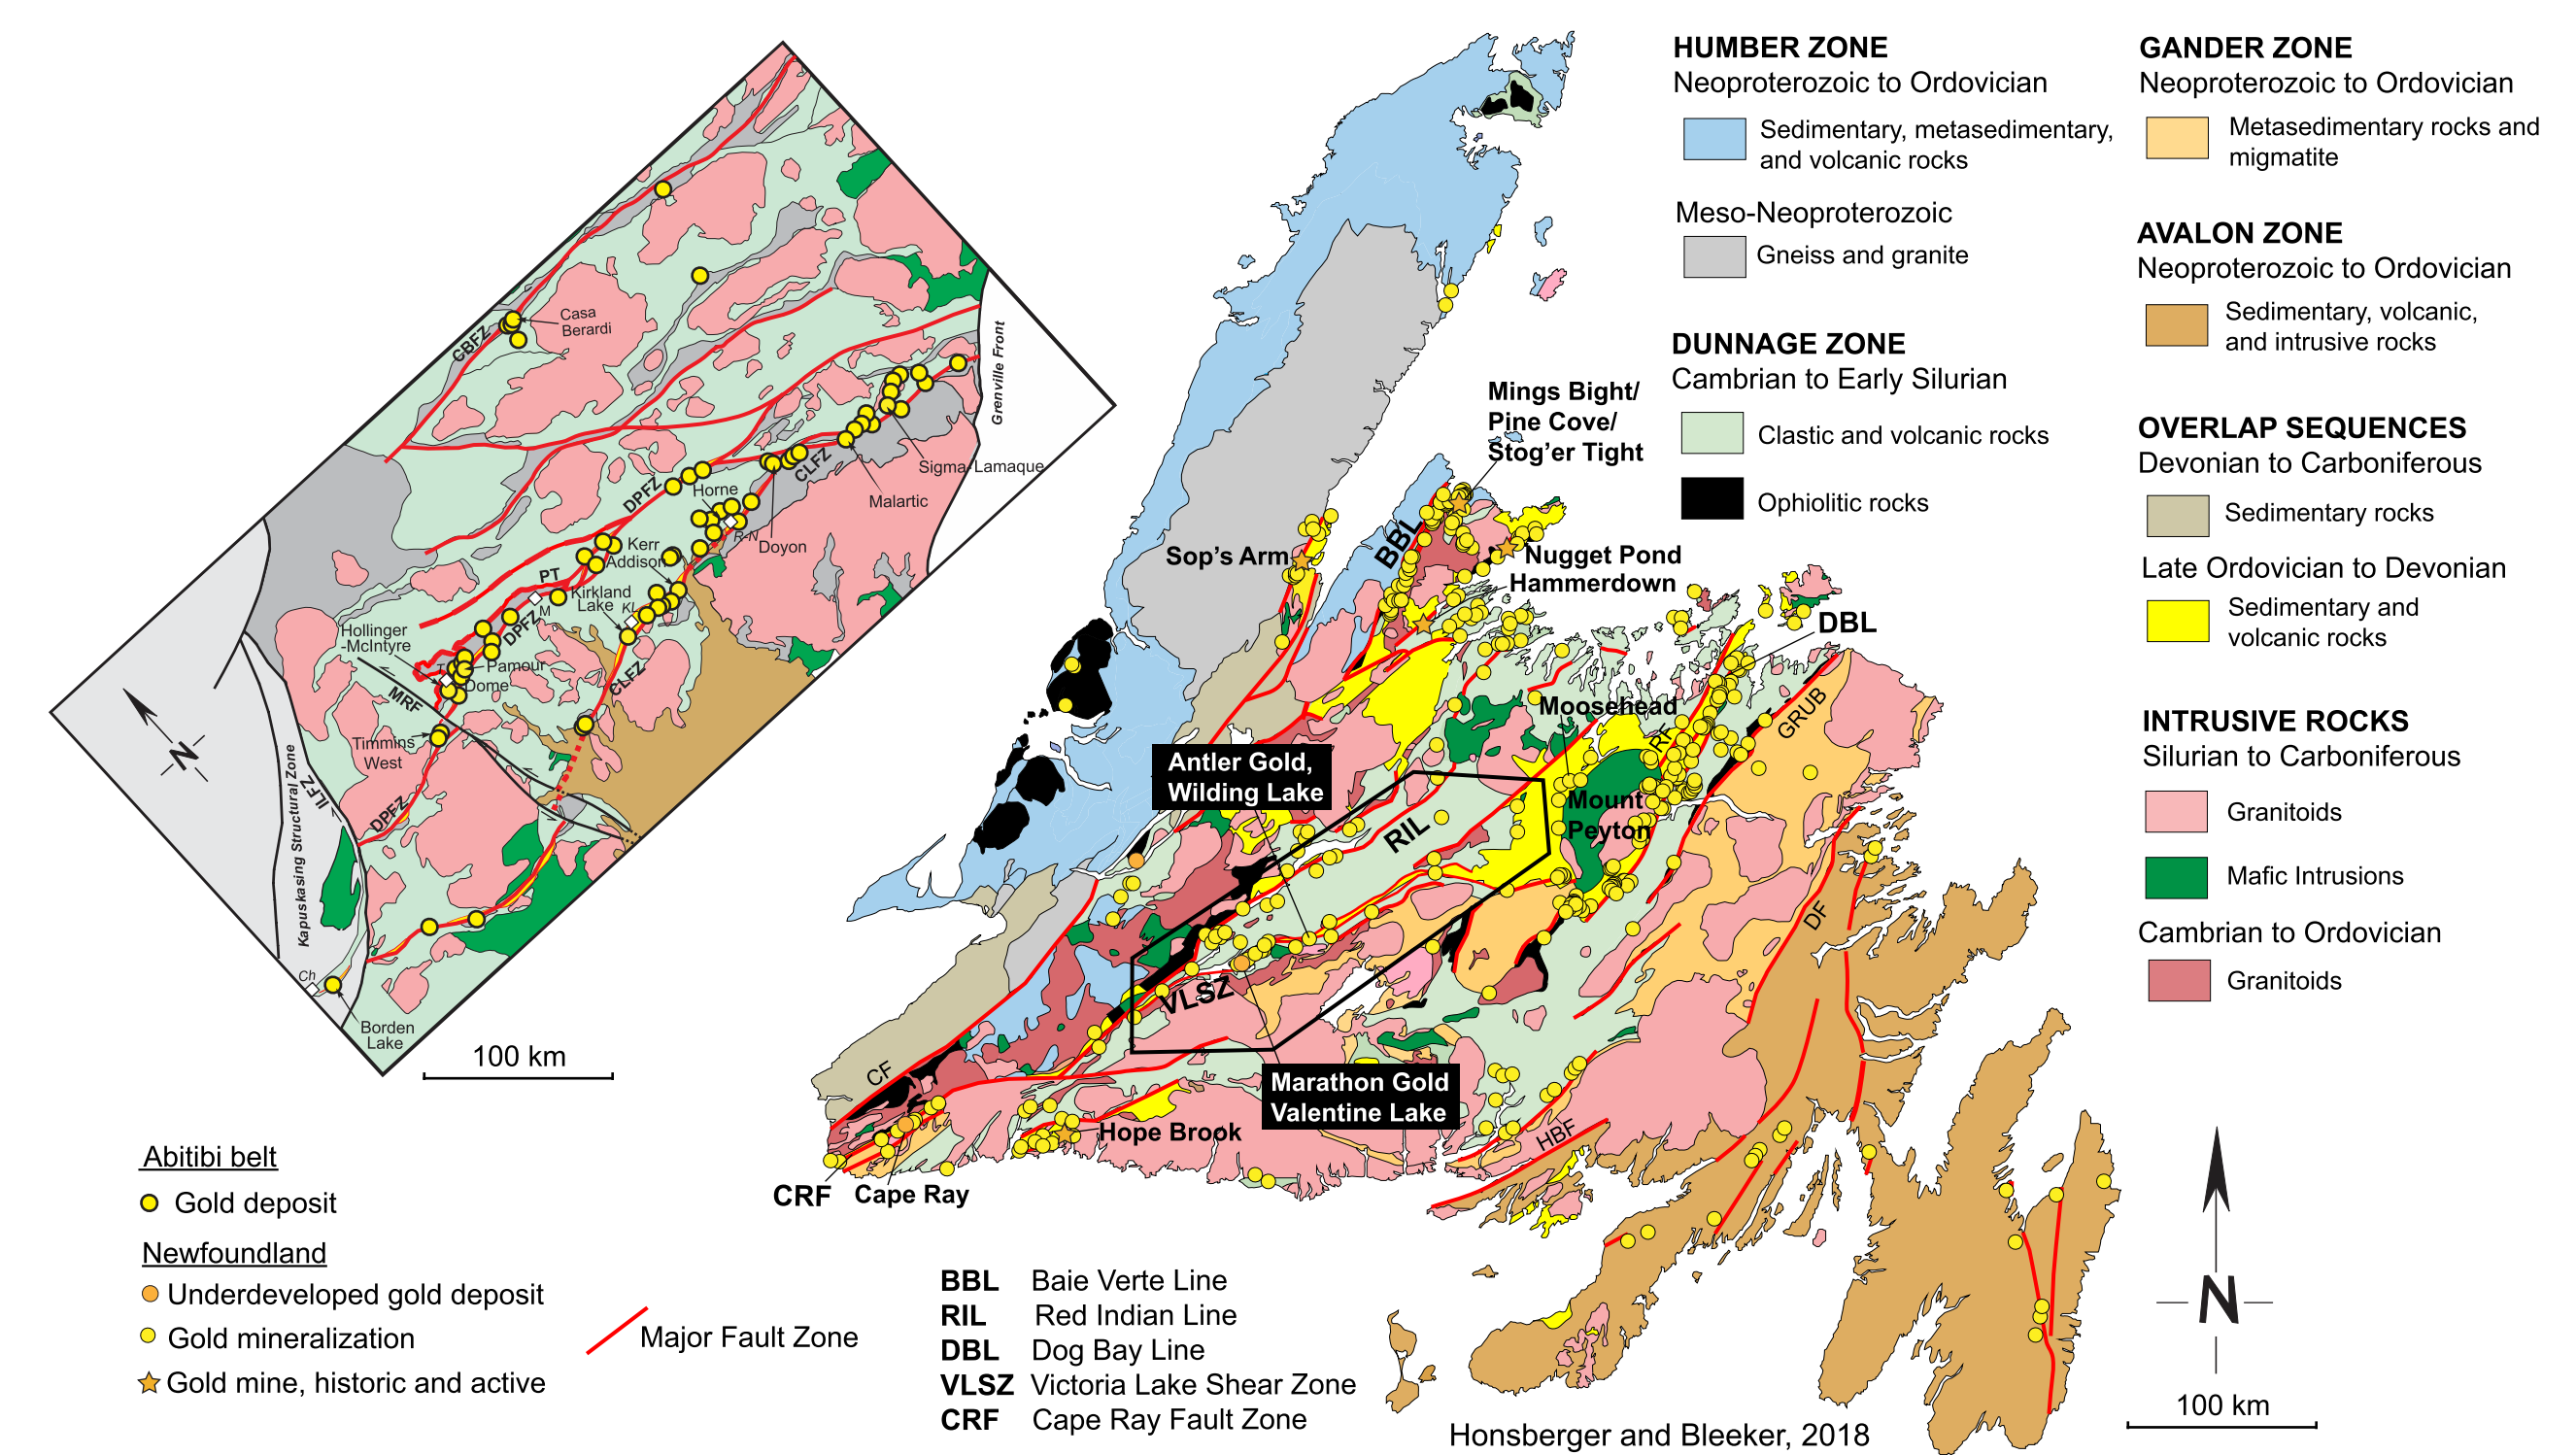 CBFZ
Casa
Berardi
Grenville Front
Sigma-Lamaque
Malartic
CLFZ
DPFZ
Horne
R-N
Doyon
Kerr
Addison
PT
Kirkland
Lake
KL
M
DPFZ
Hollinger
-McIntyre
T
Pamour
Dome
CLFZ
MRF
Timmins
West
N
Kapuskasing Structural Zone
ILFZ
DPFZ
Ch
Borden
Lake
100 km
Abitibi belt
Gold deposit
Newfoundland
Underdeveloped gold deposit
Gold mineralization
Gold mine, historic and active
Major Fault Zone
Mings Bight/
Pine Cove/
Stog'er Tight
BBL
Sop's Arm
Nugget Pond
Hammerdown
DBL
Moosehead
GRUB
RF
Antler Gold,
Wilding Lake
Mount
Peyton
RIL
DF
VLSZ
CF
Marathon Gold
Valentine Lake
Hope Brook
HBF
CRF
Cape Ray
BBL Baie Verte Line
RIL Red Indian Line
DBL Dog Bay Line
VLSZ Victoria Lake Shear Zone
CRF Cape Ray Fault Zone
Honsberger and Bleeker, 2018
N
100 km
HUMBER ZONE
Neoproterozoic to Ordovician
Sedimentary, metasedimentary,
and volcanic rocks
Meso-Neoproterozoic
Gneiss and granite
DUNNAGE ZONE
Cambrian to Early Silurian
Clastic and volcanic rocks
Ophiolitic rocks
GANDER ZONE
Neoproterozoic to Ordovician
Metasedimentary rocks and
migmatite
AVALON ZONE
Neoproterozoic to Ordovician
Sedimentary, volcanic,
and intrusive rocks
OVERLAP SEQUENCES
Devonian to Carboniferous
Sedimentary rocks
Late Ordovician to Devonian
Sedimentary and
volcanic rocks
INTRUSIVE ROCKS
Silurian to Carboniferous
Granitoids
Mafic Intrusions
Cambrian to Ordovician
Granitoids